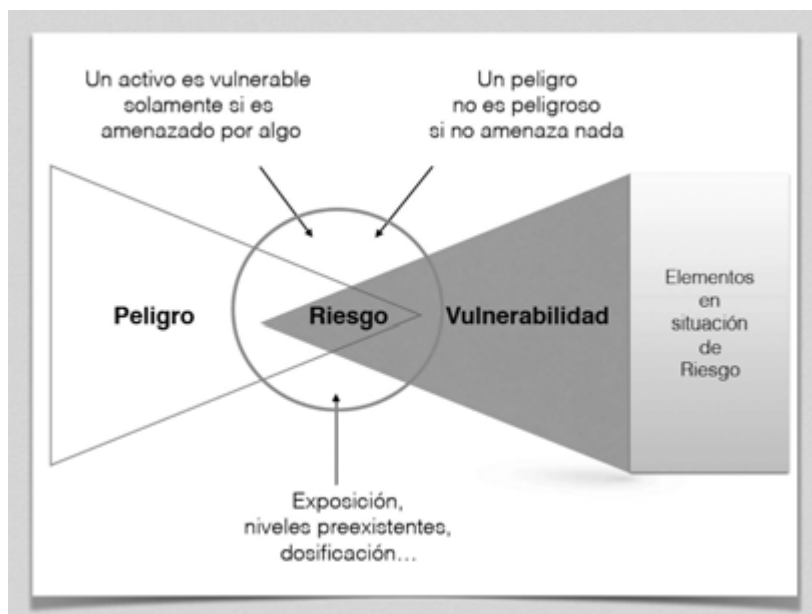 Un activo es vulnerable
solamente si es
amenazado por algo
Un peligro
no es peligroso
si no amenaza nada
Peligro
Riesgo
Vulnerabilidad
Elementos
en
situación
de
Riesgo
Exposición,
niveles preexistentes,
dosificación...